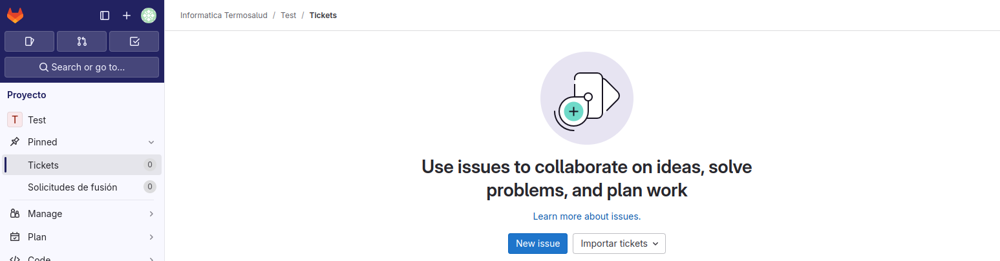 Informatica Termosalud / Test / Tickets
Search or go to...
Proyecto
T Test
Pinned
Tickets 0
Solicitudes de fusión 0
Manage
Plan
Code
Use issues to collaborate on ideas, solve
problems, and plan work
Learn more about issues.
New issue Importar tickets